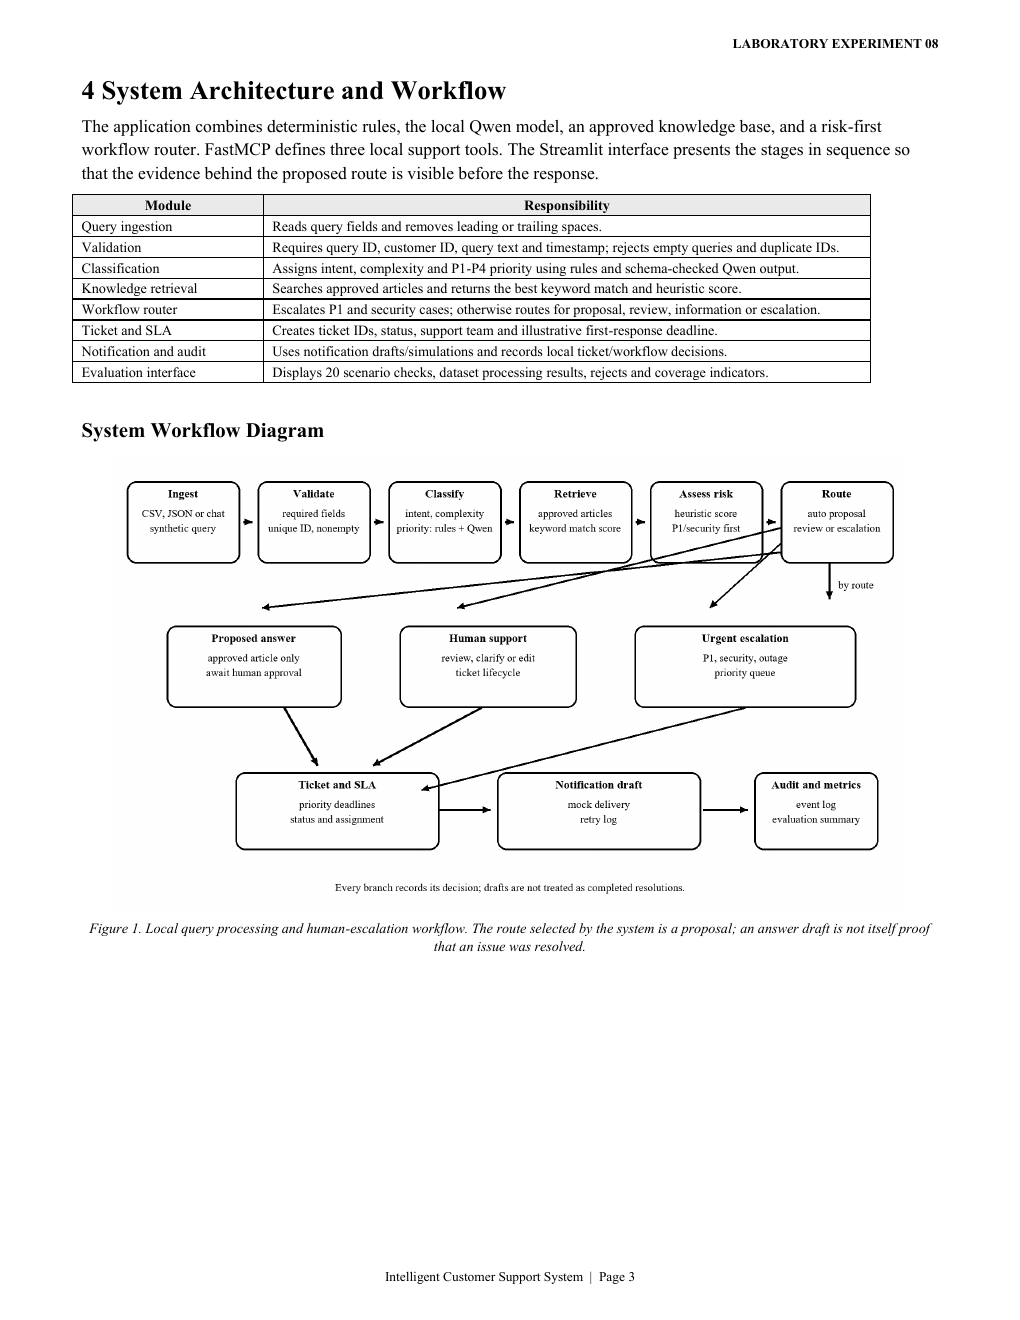 LABORATORY EXPERIMENT 08
4 System Architecture and Workflow
The application combines deterministic rules, the local Qwen model, an approved knowledge base, and a risk-first
workflow router. FastMCP defines three local support tools. The Streamlit interface presents the stages in sequence so
that the evidence behind the proposed route is visible before the response.
Module Responsibility
Query ingestion Reads query fields and removes leading or trailing spaces.
Validation Requires query ID, customer ID, query text and timestamp; rejects empty queries and duplicate IDs.
Classification Assigns intent, complexity and P1-P4 priority using rules and schema-checked Qwen output.
Knowledge retrieval Searches approved articles and returns the best keyword match and heuristic score.
Workflow router Escalates P1 and security cases; otherwise routes for proposal, review, information or escalation.
Ticket and SLA Creates ticket IDs, status, support team and illustrative first-response deadline.
Notification and audit Uses notification drafts/simulations and records local ticket/workflow decisions.
Evaluation interface Displays 20 scenario checks, dataset processing results, rejects and coverage indicators.
System Workflow Diagram
Ingest
CSV, JSON or chat
synthetic query
Validate
required fields
unique ID, nonempty
Classify
intent, complexity
priority: rules + Qwen
Retrieve
approved articles
keyword match score
Assess risk
heuristic score
P1/security first
Route
auto proposal
review or escalation
by route
Proposed answer
approved article only
await human approval
Human support
review, clarify or edit
ticket lifecycle
Urgent escalation
P1, security, outage
priority queue
Ticket and SLA
priority deadlines
status and assignment
Notification draft
mock delivery
retry log
Audit and metrics
event log
evaluation summary
Every branch records its decision; drafts are not treated as completed resolutions.
Figure 1. Local query processing and human-escalation workflow. The route selected by the system is a proposal; an answer draft is not itself proof
that an issue was resolved.
Intelligent Customer Support System | Page 3